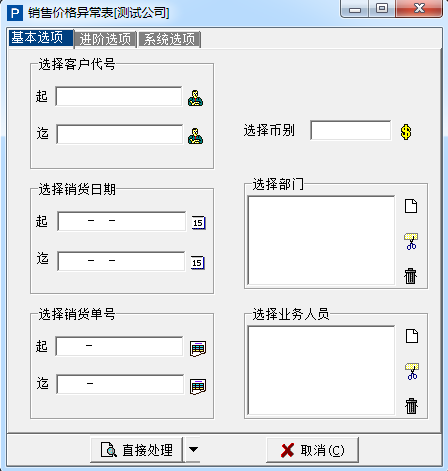 P 销售价格异常表[测试公司]
基本选项 进阶选项 系统选项
选择客户代号
起
迄
选择币别 $
选择销货日期
起 - - 15
迄 - - 15
选择部门
选择销货单号
起 -
迄 -
选择业务人员
直接处理 取消(C)